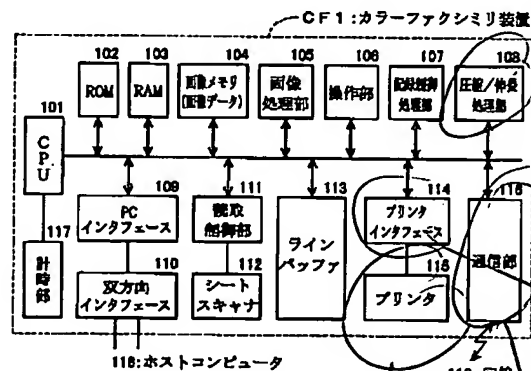 CF1:カラーファクシミリ装置
102
103
104
105
106
107
108
ROM
RAM
画像メモリ
(画像データ)
画像
処理部
操作部
記録制御
処理部
圧縮/伸長
処理部
101
CPU
109
111
113
114
116
PC
インタフェース
読取
制御部
ライン
バッファ
プリンタ
インタフェース
通信部
117
計時部
110
112
115
双方向
インタフェース
シート
スキャナ
プリンタ
118:ホストコンピュータ